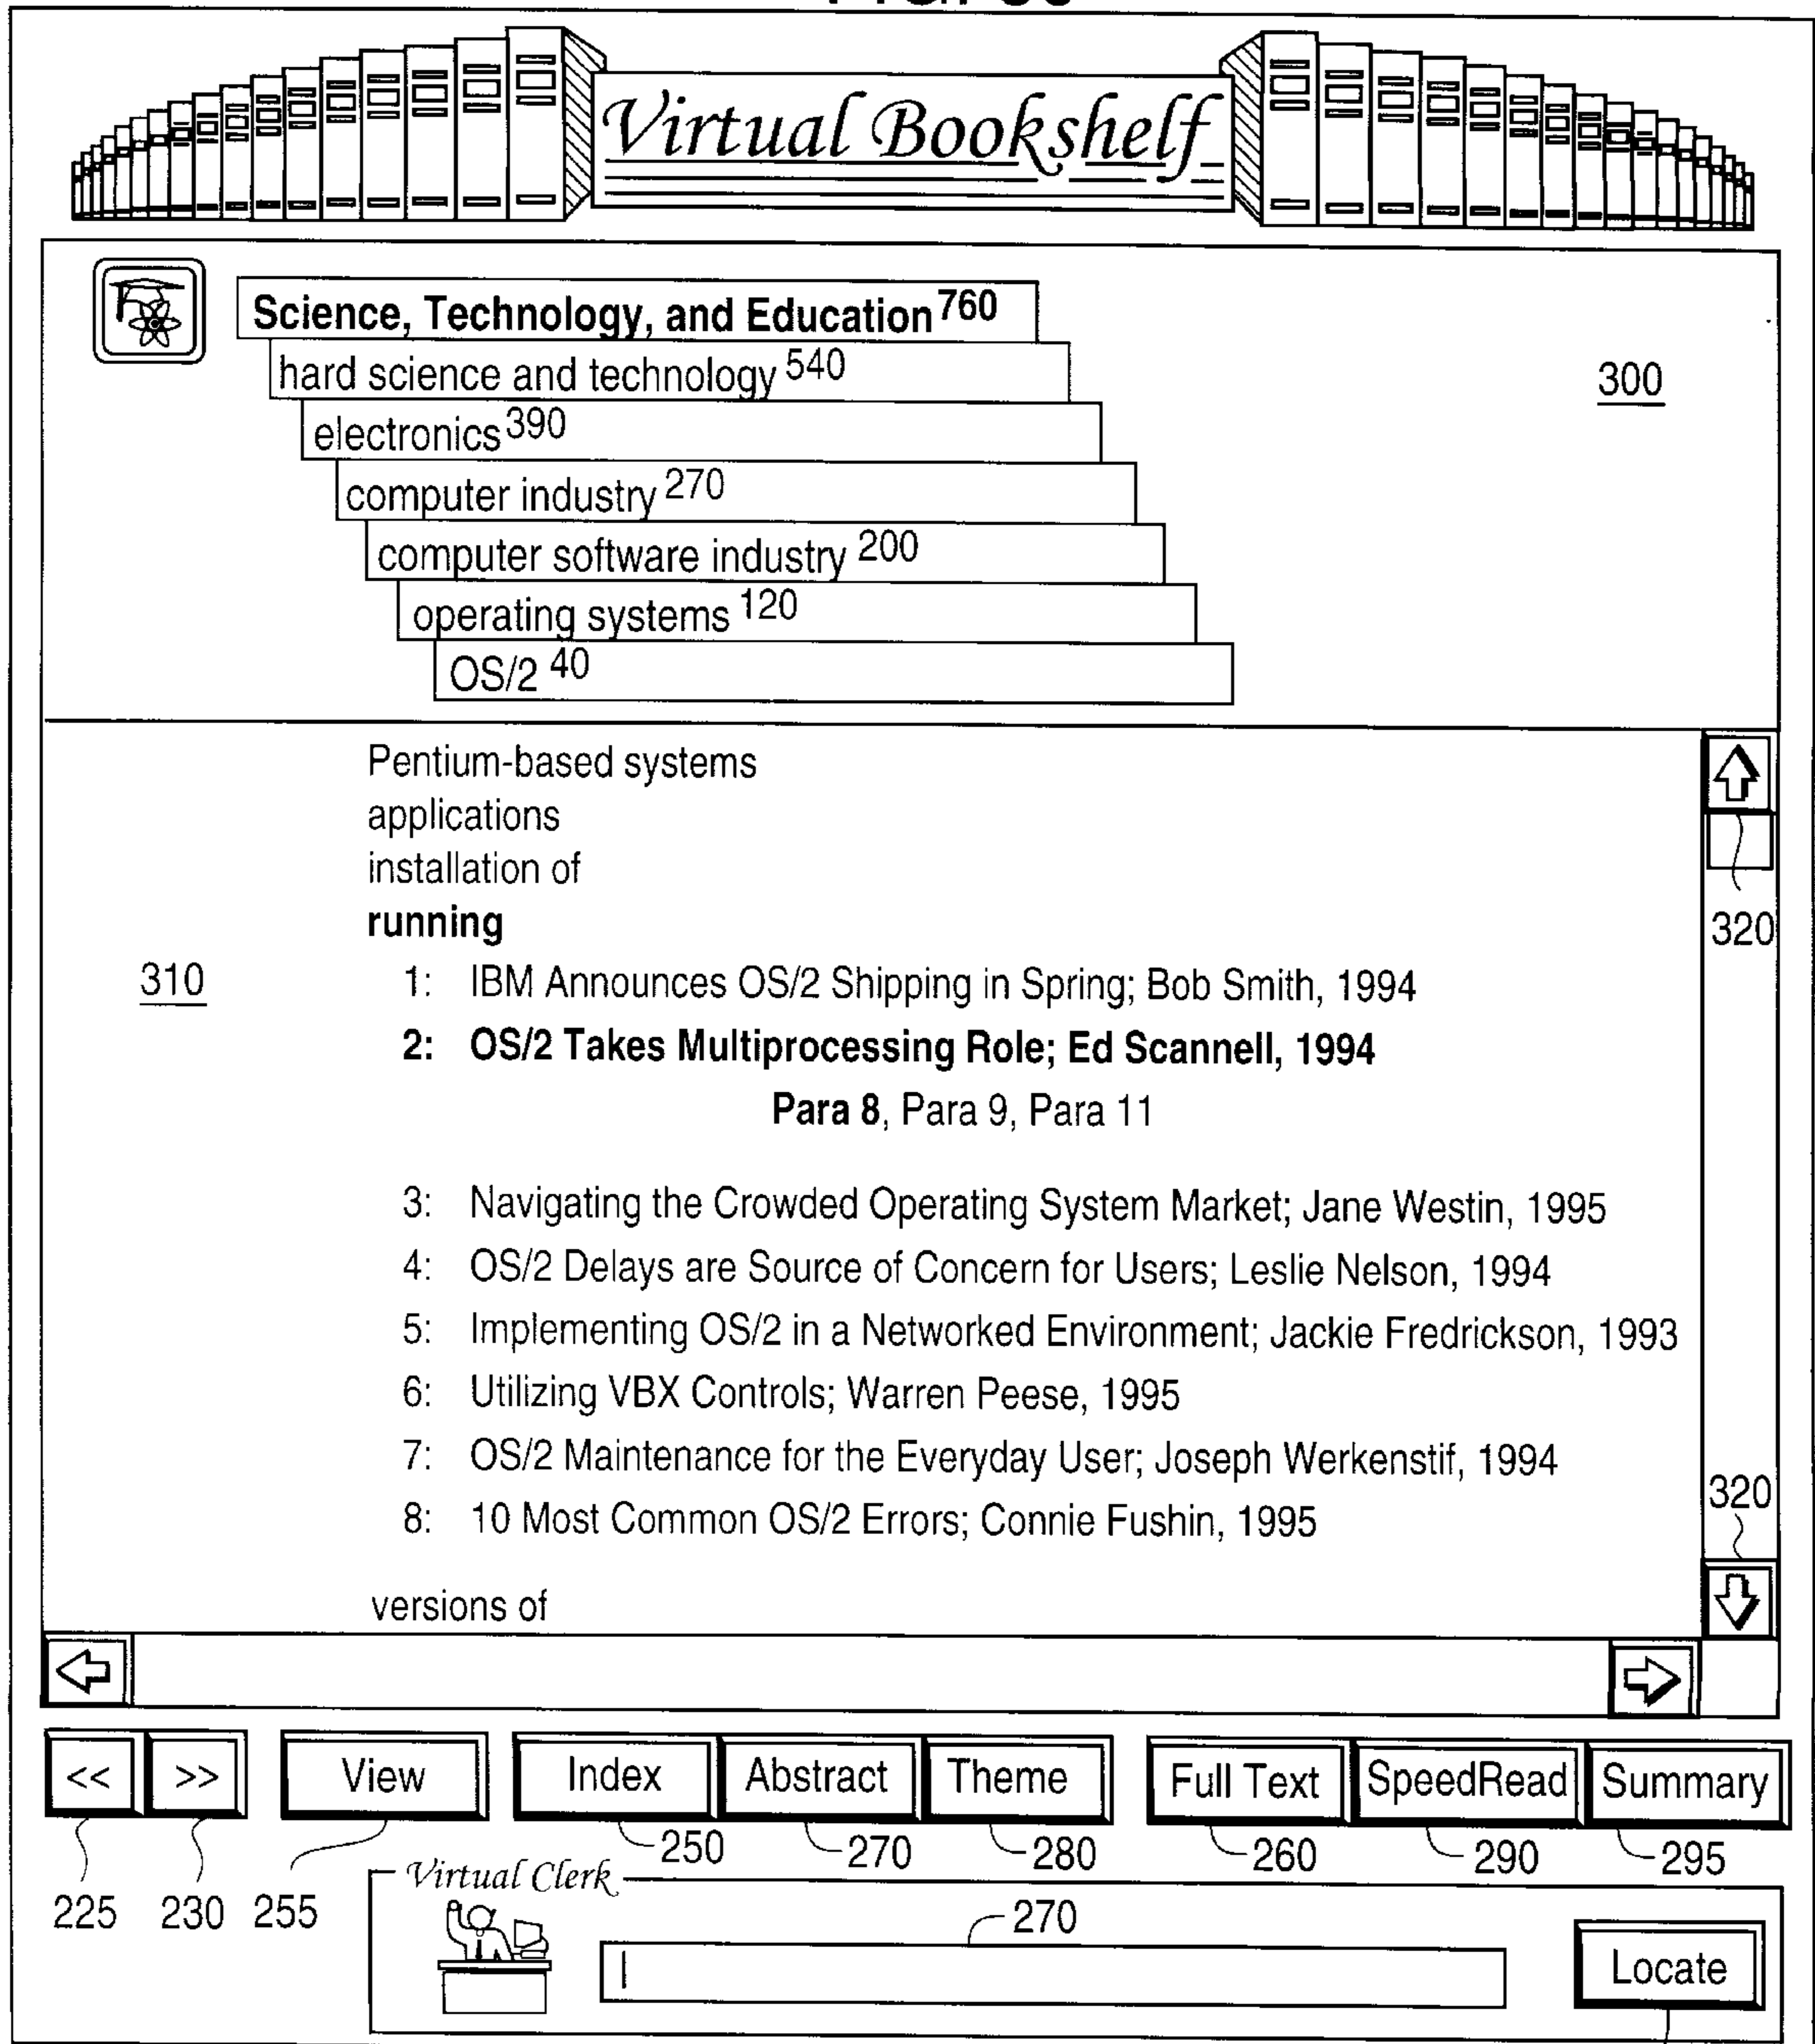 Virtual Bookshelf
Science, Technology, and Education 760
hard science and technology 540
300
electronics 390
computer industry 270
computer software industry 200
operating systems 120
OS/2 40
Pentium-based systems
applications
installation of
running
320
310
1: IBM Announces OS/2 Shipping in Spring; Bob Smith, 1994
2: OS/2 Takes Multiprocessing Role; Ed Scannell, 1994
Para 8, Para 9, Para 11
3: Navigating the Crowded Operating System Market; Jane Westin, 1995
4: OS/2 Delays are Source of Concern for Users; Leslie Nelson, 1994
5: Implementing OS/2 in a Networked Environment; Jackie Fredrickson, 1993
6: Utilizing VBX Controls; Warren Peese, 1995
7: OS/2 Maintenance for the Everyday User; Joseph Werkenstif, 1994
320
8: 10 Most Common OS/2 Errors; Connie Fushin, 1995
versions of
<< >> View Index Abstract Theme Full Text SpeedRead Summary
250 270 280 260 290 295
Virtual Clerk
225 230 255 270
Locate